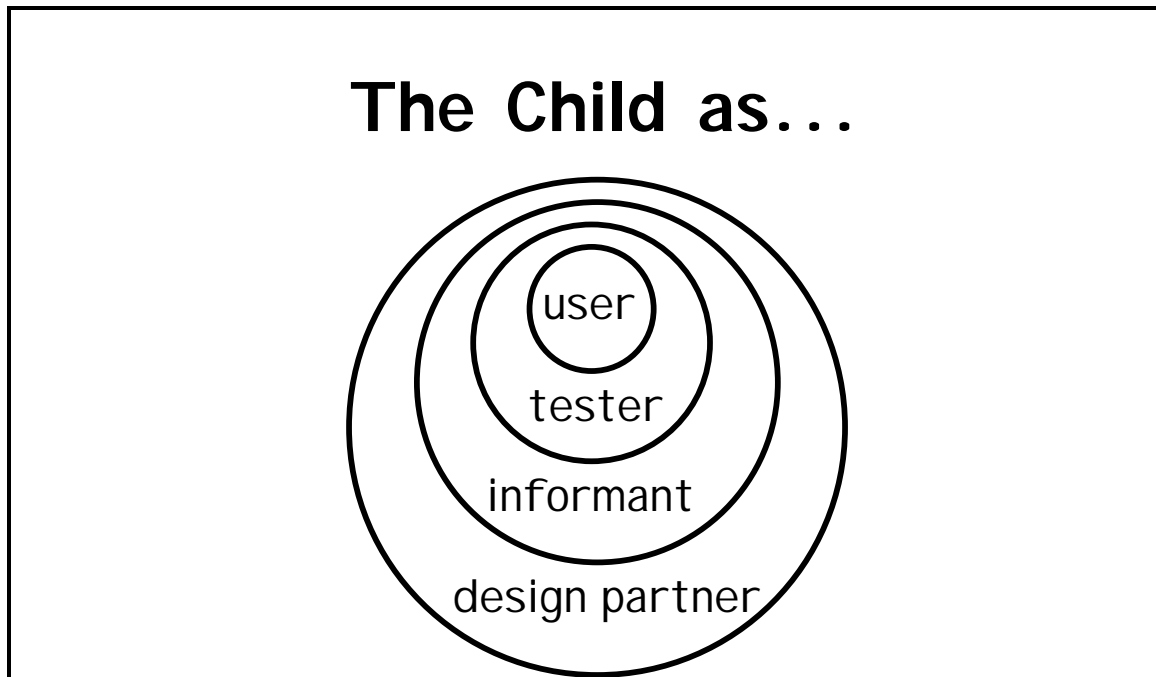 The Child as...
user
tester
informant
design partner